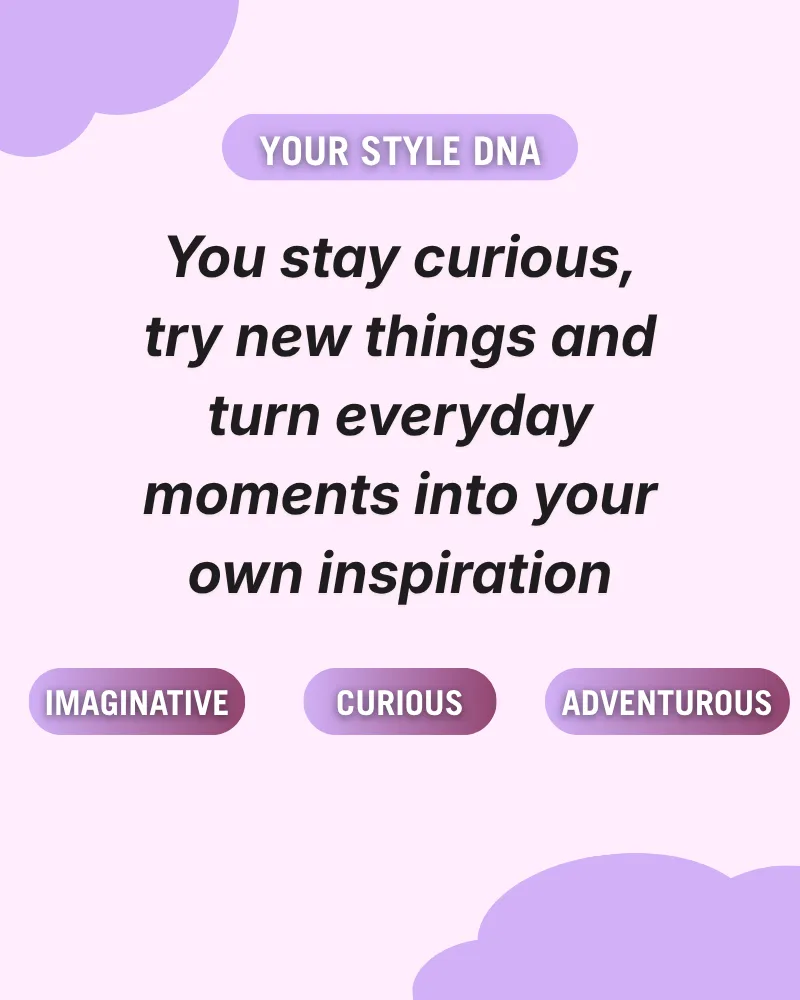 YOUR STYLE DNA
You stay curious,
try new things and
turn everyday
moments into your
own inspiration
IMAGINATIVE
CURIOUS
ADVENTUROUS